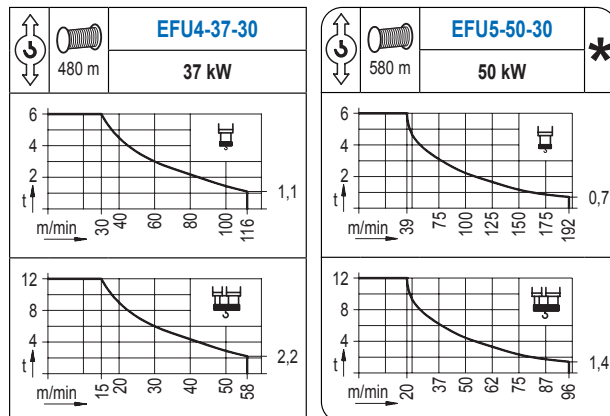 EFU4-37-30
480 m
37 kW
6
4
2
t
1,1
m/min
30 40 60 80 100 116
12
8
4
t
2,2
m/min
15 20 30 40 50 58
EFU5-50-30
*
580 m
50 kW
6
4
2
t
0,7
m/min
39 75 100 125 150 175 192
12
8
4
t
1,4
m/min
20 37 50 62 75 87 96